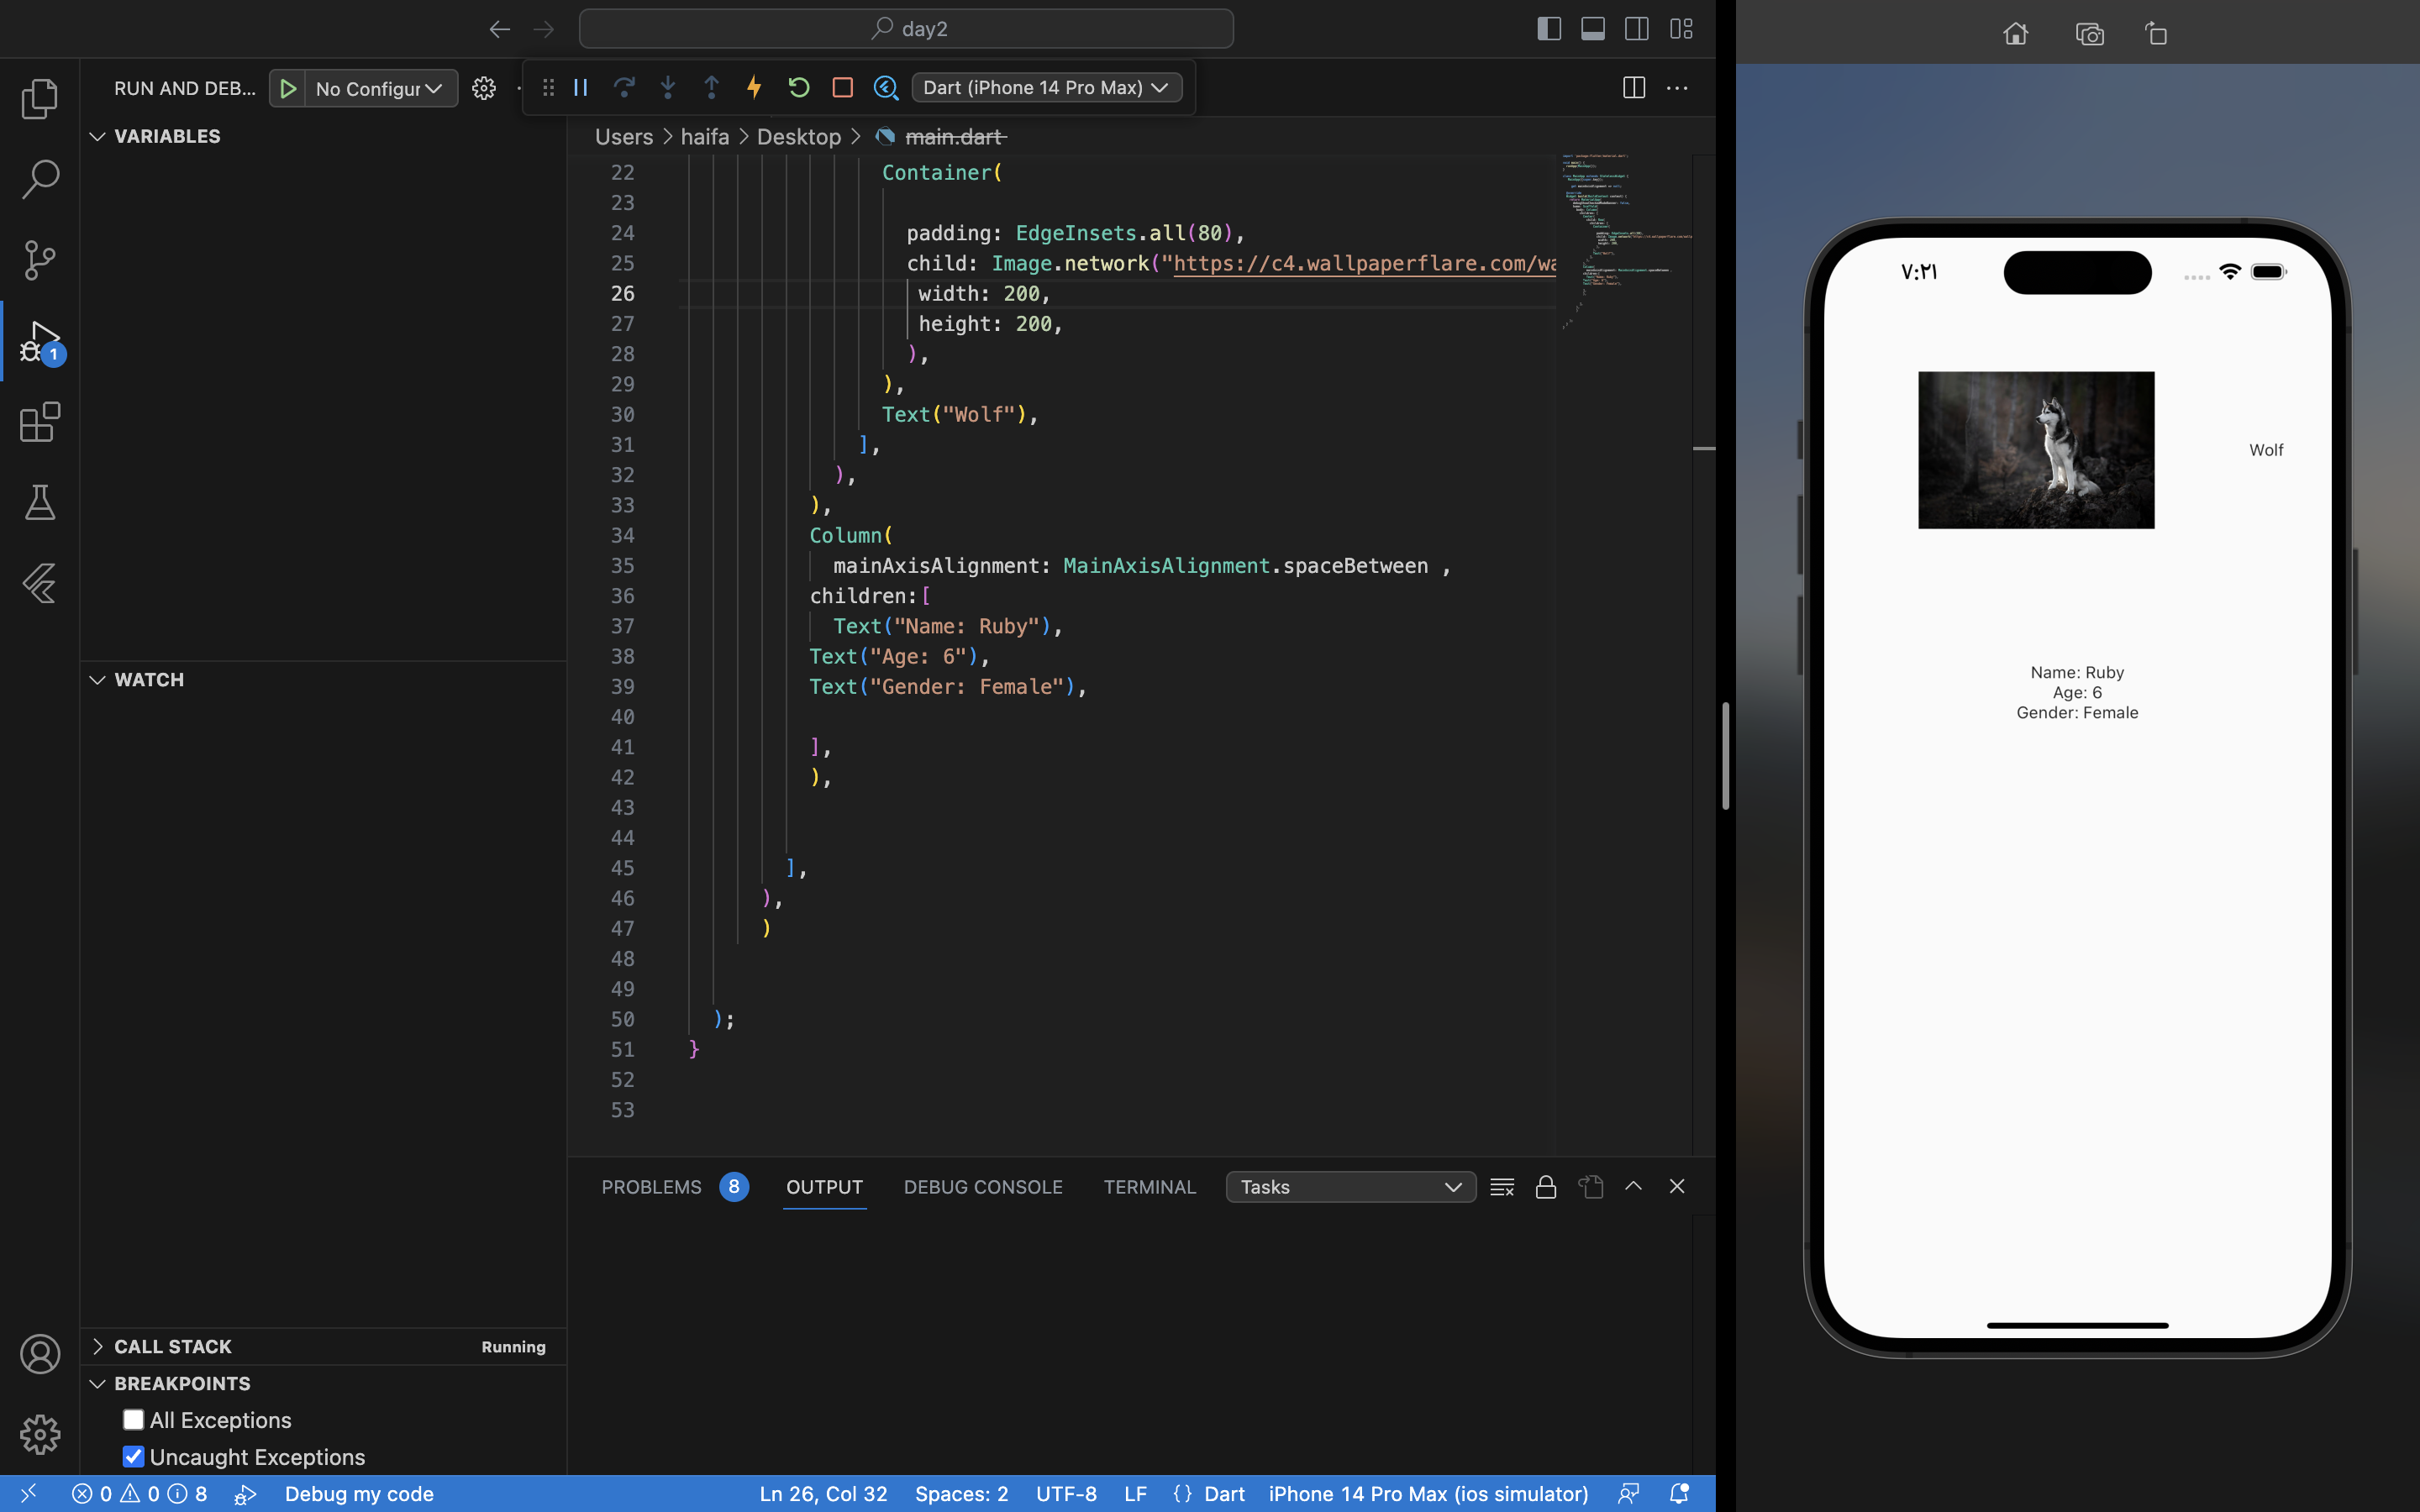 day2
RUN AND DEB...
No Configur
Dart (iPhone 14 Pro Max)
VARIABLES
Users > haifa > Desktop > main.dart
22 Container(
23
24 padding: EdgeInsets.all(80),
25 child: Image.network("https://c4.wallpaperflare.com/wa
26 width: 200,
27 height: 200,
28 ),
29 ),
30 Text("Wolf"),
31 ],
32 ),
33 ),
34 Column(
35 mainAxisAlignment: MainAxisAlignment.spaceBetween ,
36 children:[
37 Text("Name: Ruby"),
38 Text("Age: 6"),
39 Text("Gender: Female"),
40
41 ],
42 ),
43
44
45 ],
46 ),
47 )
48
49
50 );
51 }
52
53
1
WATCH
CALL STACK
Running
BREAKPOINTS
All Exceptions
Uncaught Exceptions
PROBLEMS 8 OUTPUT DEBUG CONSOLE TERMINAL Tasks
0 0 8 Debug my code Ln 26, Col 32 Spaces: 2 UTF-8 LF {} Dart iPhone 14 Pro Max (ios simulator)
٧:٢١
Wolf
Name: Ruby
Age: 6
Gender: Female